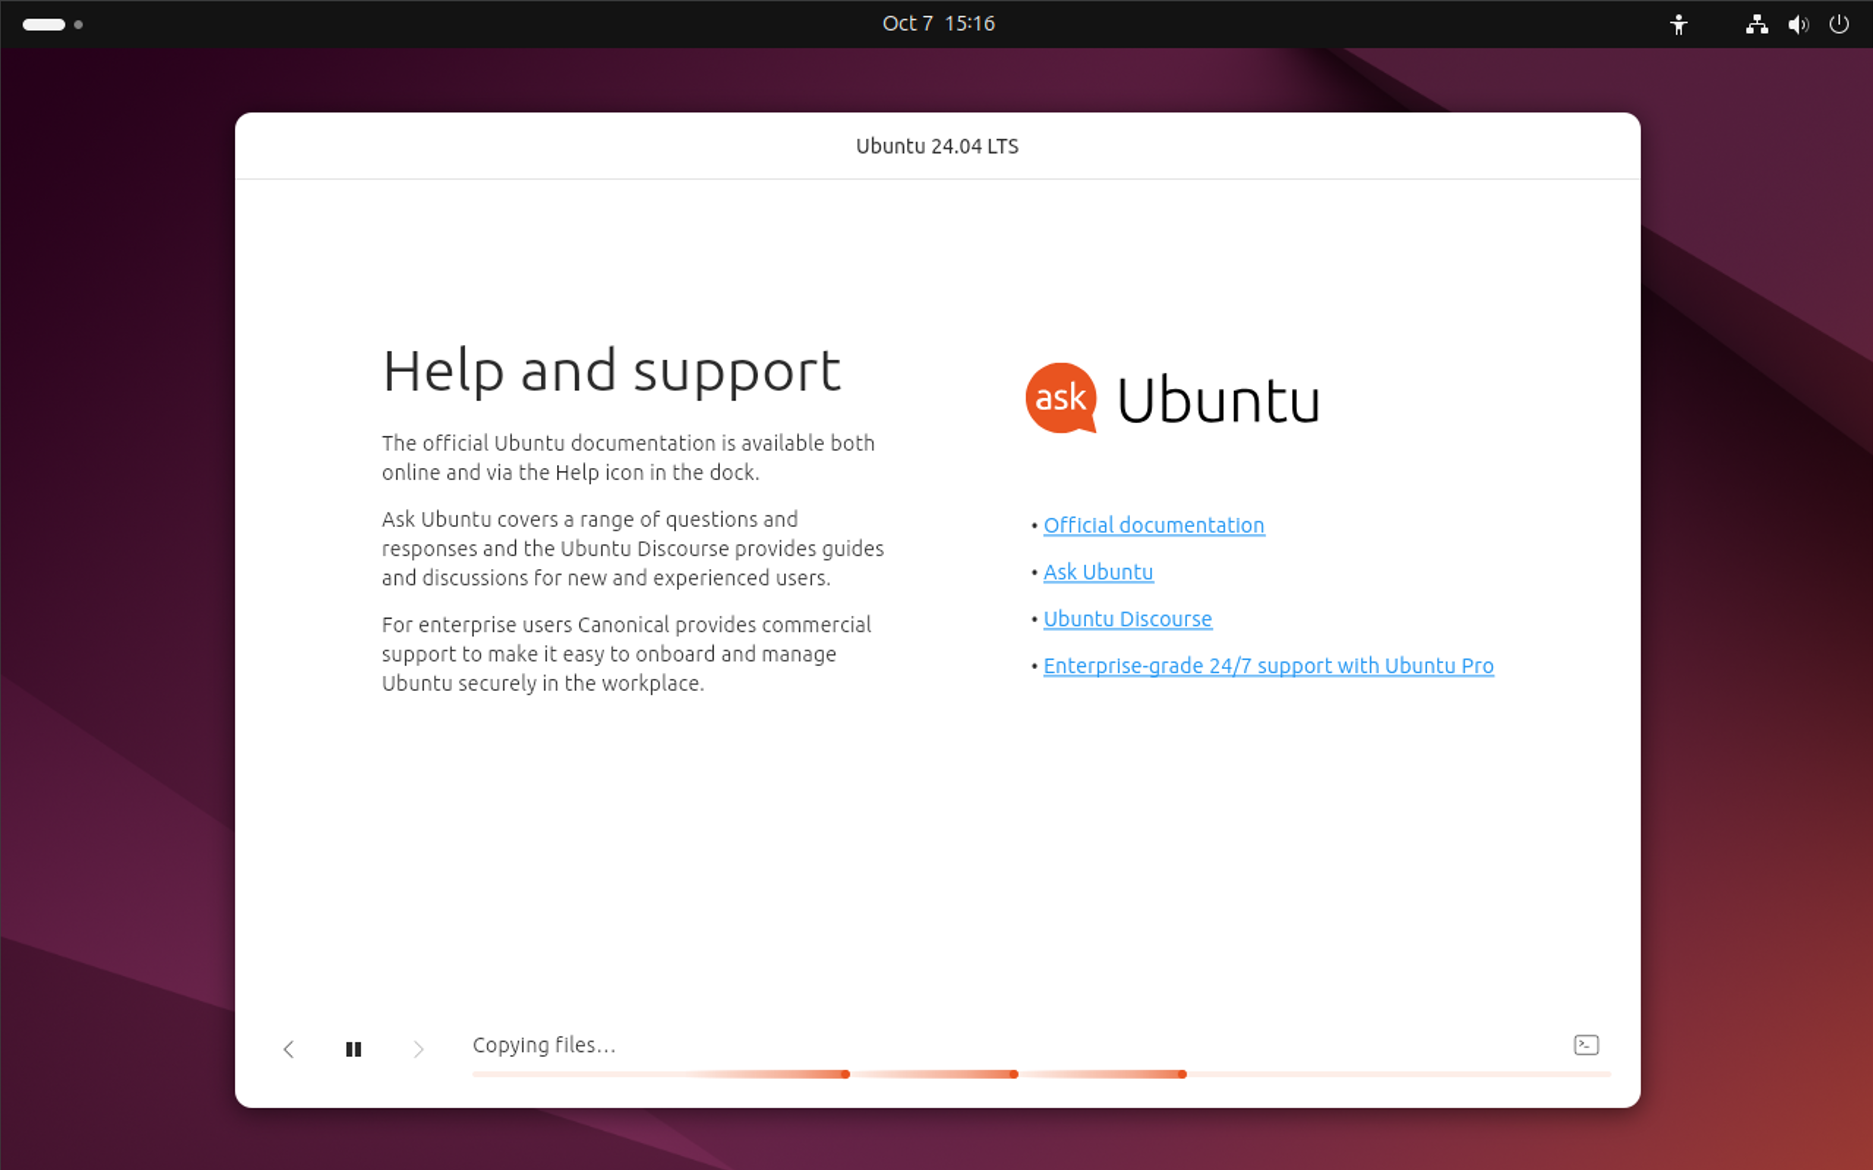 Oct 7 15:16
Ubuntu 24.04 LTS
Help and support
The official Ubuntu documentation is available both
online and via the Help icon in the dock.
Ask Ubuntu covers a range of questions and
responses and the Ubuntu Discourse provides guides
and discussions for new and experienced users.
For enterprise users Canonical provides commercial
support to make it easy to onboard and manage
Ubuntu securely in the workplace.
ask Ubuntu
• Official documentation
• Ask Ubuntu
• Ubuntu Discourse
• Enterprise-grade 24/7 support with Ubuntu Pro
Copying files...